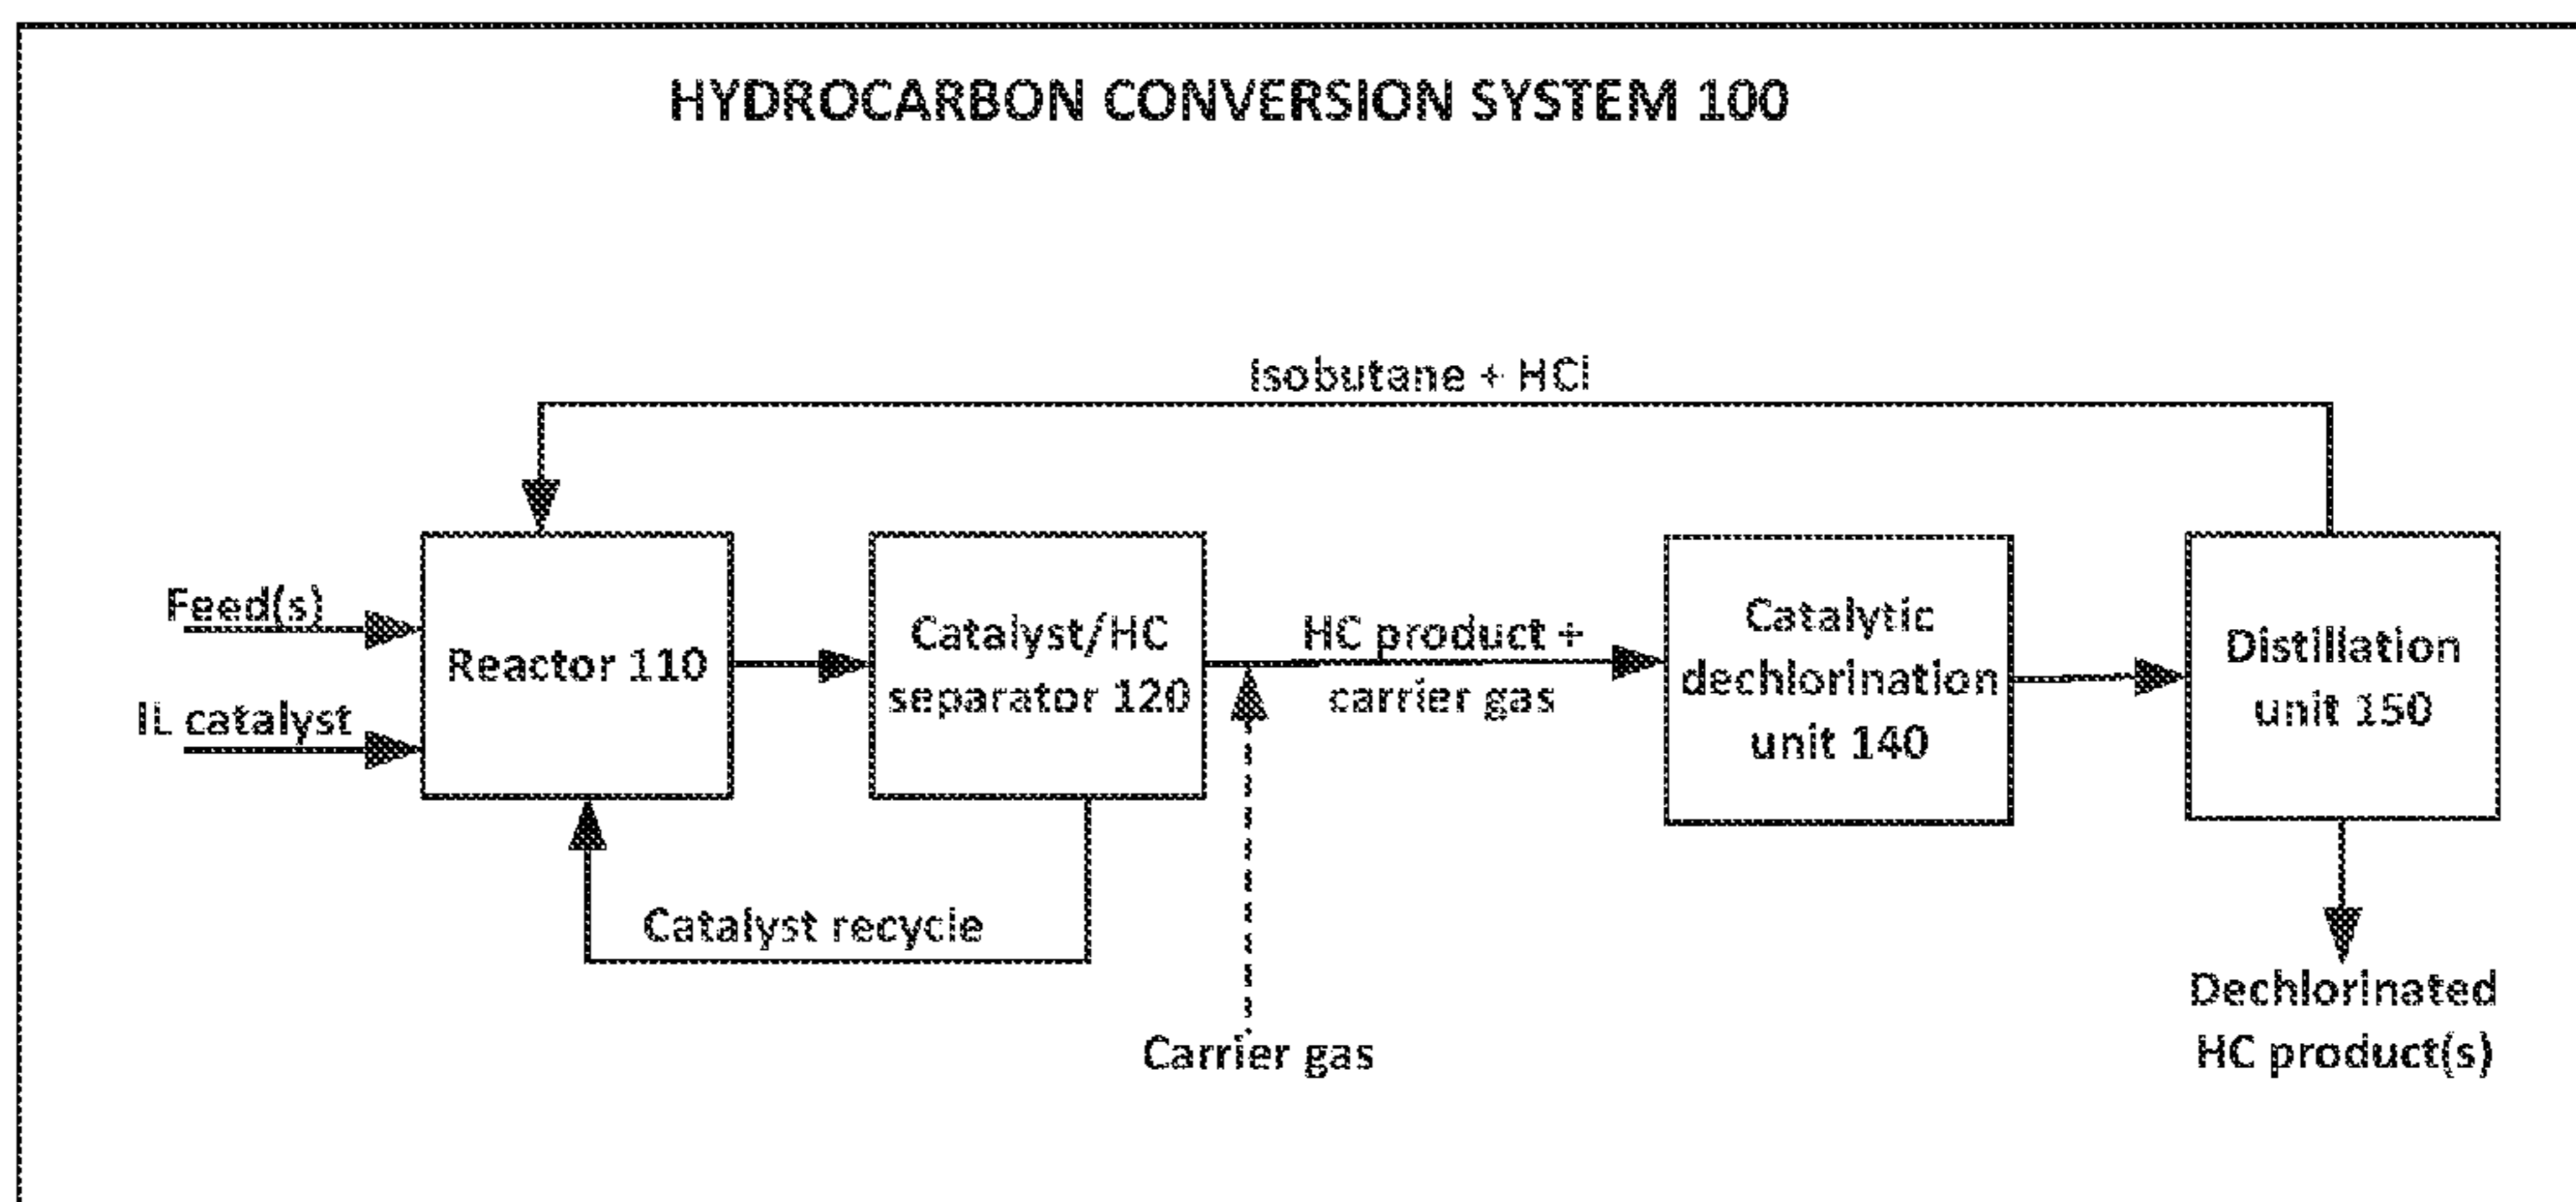 HYDROCARBON CONVERSION SYSTEM 100
Isobutane + HCl
Feed(s)
IL catalyst
Reactor 110
Catalyst/HC
separator 120
HC product +
carrier gas
Catalytic
dechlorination
unit 140
Distillation
unit 150
Catalyst recycle
Carrier gas
Dechlorinated
HC product(s)